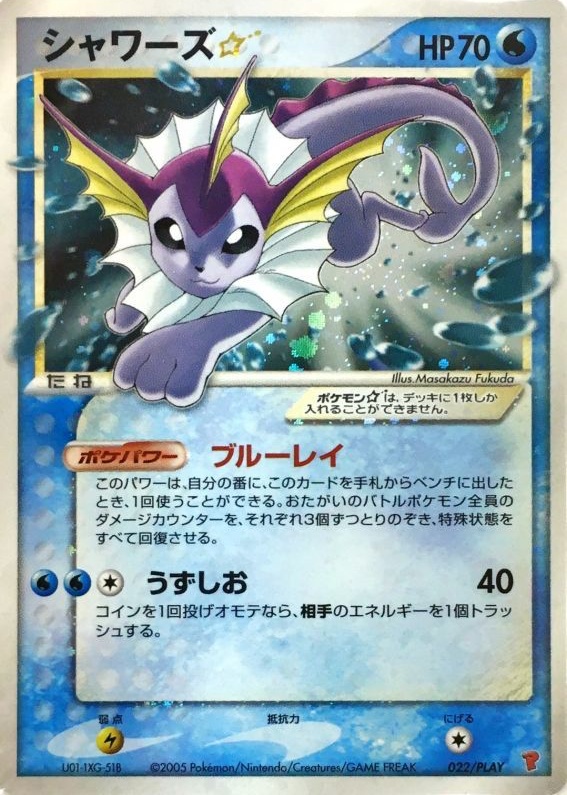 シャワーズ☆ HP70
たね
Illus.Masakazu Fukuda
ポケモン☆は、デッキに1枚しか
入れることができません。
ポケパワー ブルーレイ
このパワーは、自分の番に、このカードを手札からベンチに出した
とき、1回使うことができる。おたがいのバトルポケモン全員の
ダメージカウンターを、それぞれ3個ずつとりのぞき、特殊状態を
すべて回復させる。
うずしお 40
コインを1回投げオモテなら、相手のエネルギーを1個トラッ
シュする。
弱点 抵抗力 にげる
U01-1XG-51B ©2005 Pokémon/Nintendo/Creatures/GAME FREAK 022/PLAY